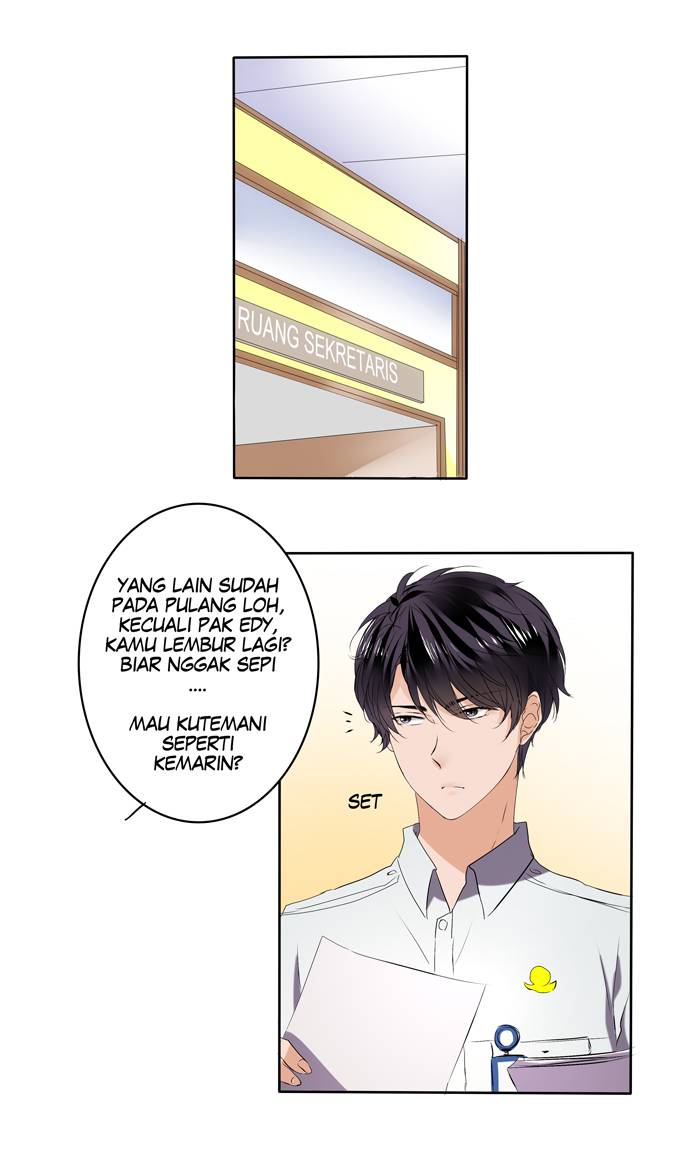 RUANG SEKRETARIS
YANG LAIN SUDAH
PADA PULANG LOH,
KECUALI PAK EDY,
KAMU LEMBUR LAGI?
BIAR NGGAK SEPI
....
MAU KUTEMANI
SEPERTI
KEMARIN?
SET